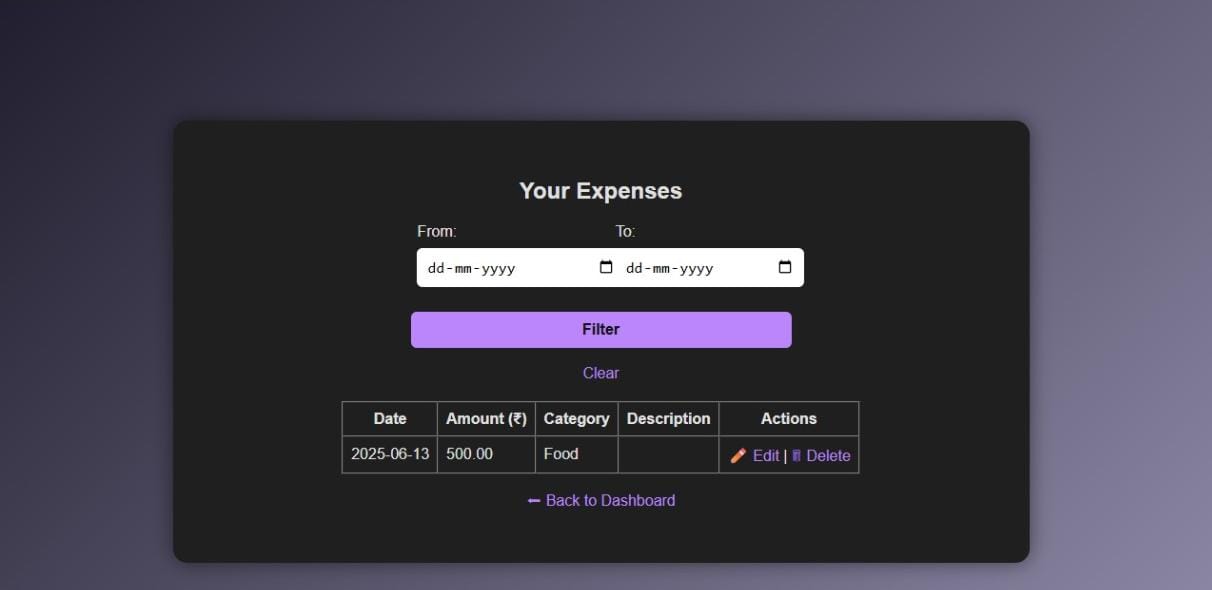 Your Expenses
From: To:
dd-mm-yyyy dd-mm-yyyy
Filter
Clear
Date Amount (₹) Category Description Actions
2025-06-13 500.00 Food Edit | Delete
← Back to Dashboard